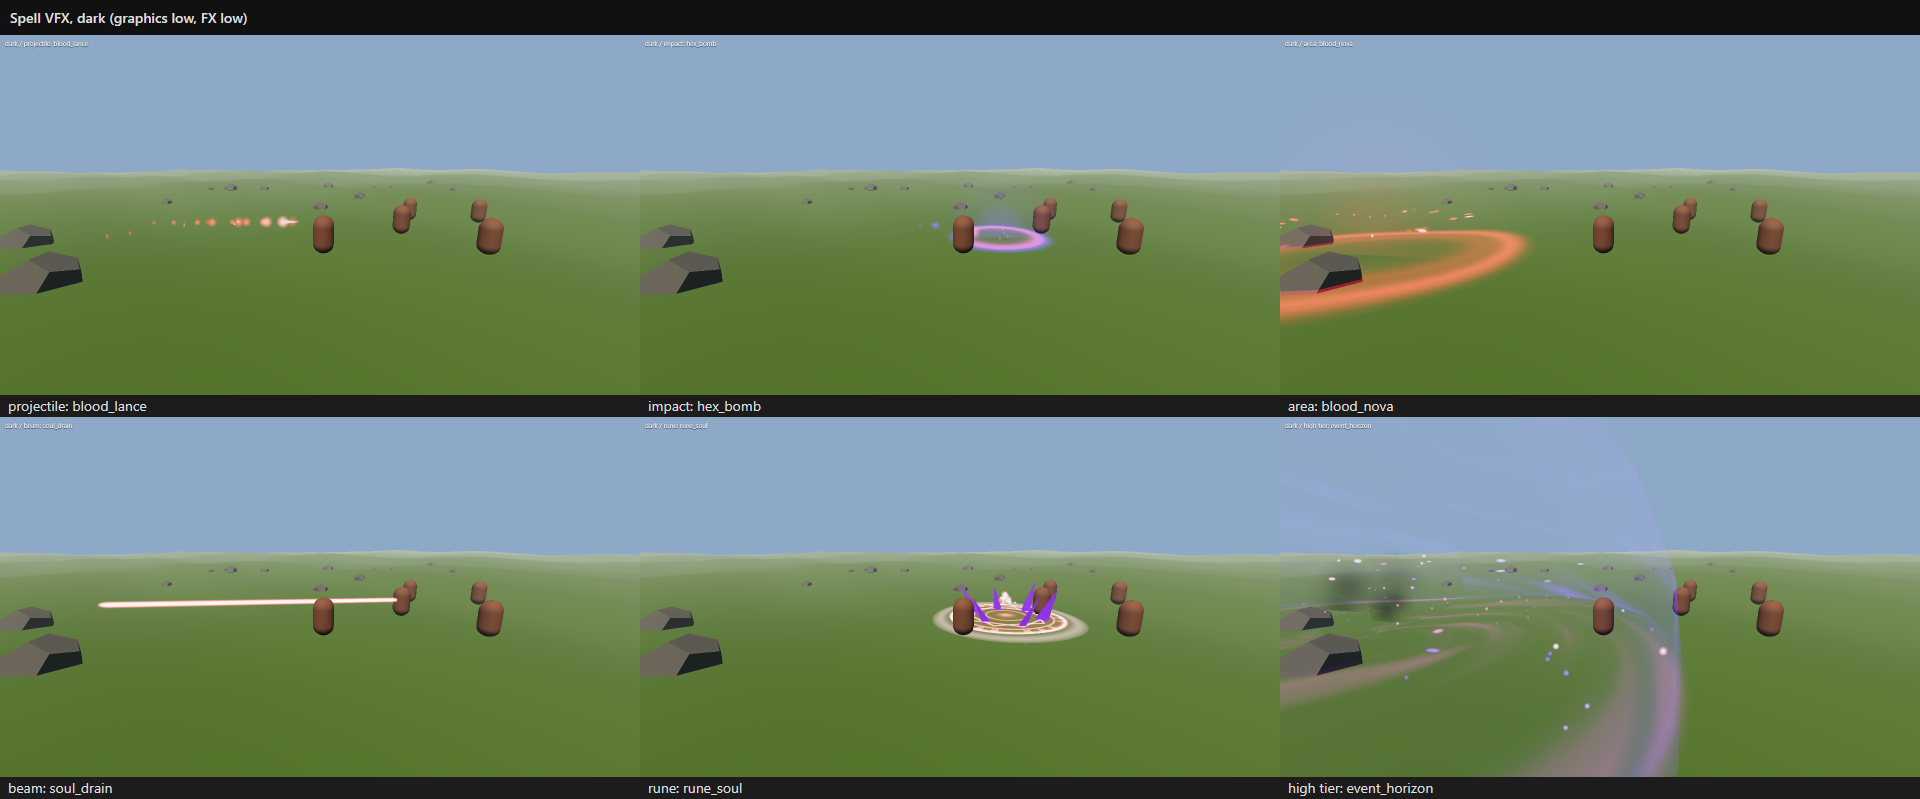 Spell VFX, dark (graphics low, FX low)
dark / projectile: blood_lance
dark / impact: hex_bomb
dark / area: blood_nova
projectile: blood_lance
impact: hex_bomb
area: blood_nova
dark / beam: soul_drain
dark / rune: rune_soul
dark / high tier: event_horizon
beam: soul_drain
rune: rune_soul
high tier: event_horizon